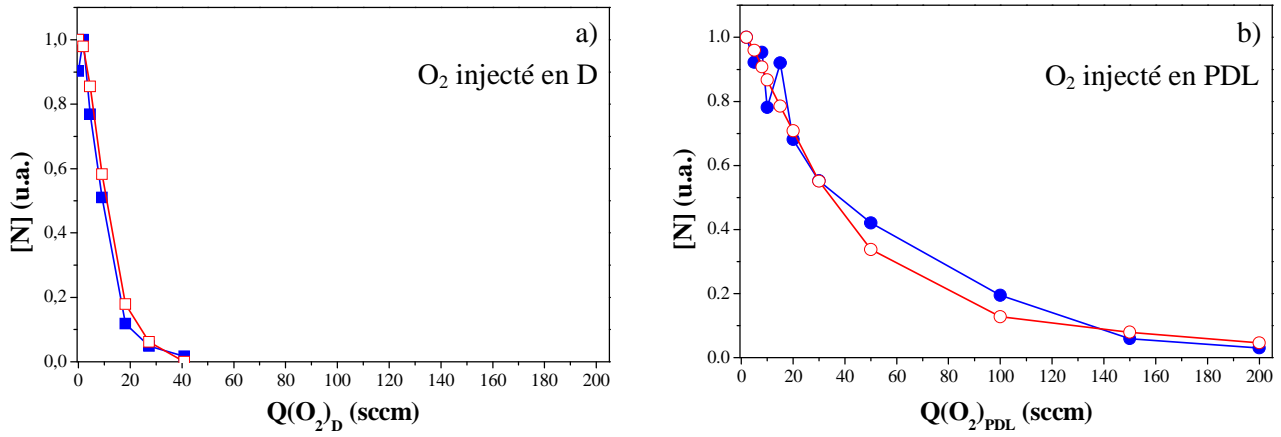 a)
O₂ injecté en D
1,0
0,8
0,6
0,4
0,2
0,0
[N] (u.a.)
0 20 40 60 80 100 120 140 160 180 200
Q(O₂)D (sccm)
b)
O₂ injecté en PDL
1.0
0.8
0.6
0.4
0.2
0.0
[N] (u.a.)
0 20 40 60 80 100 120 140 160 180 200
Q(O₂)PDL (sccm)